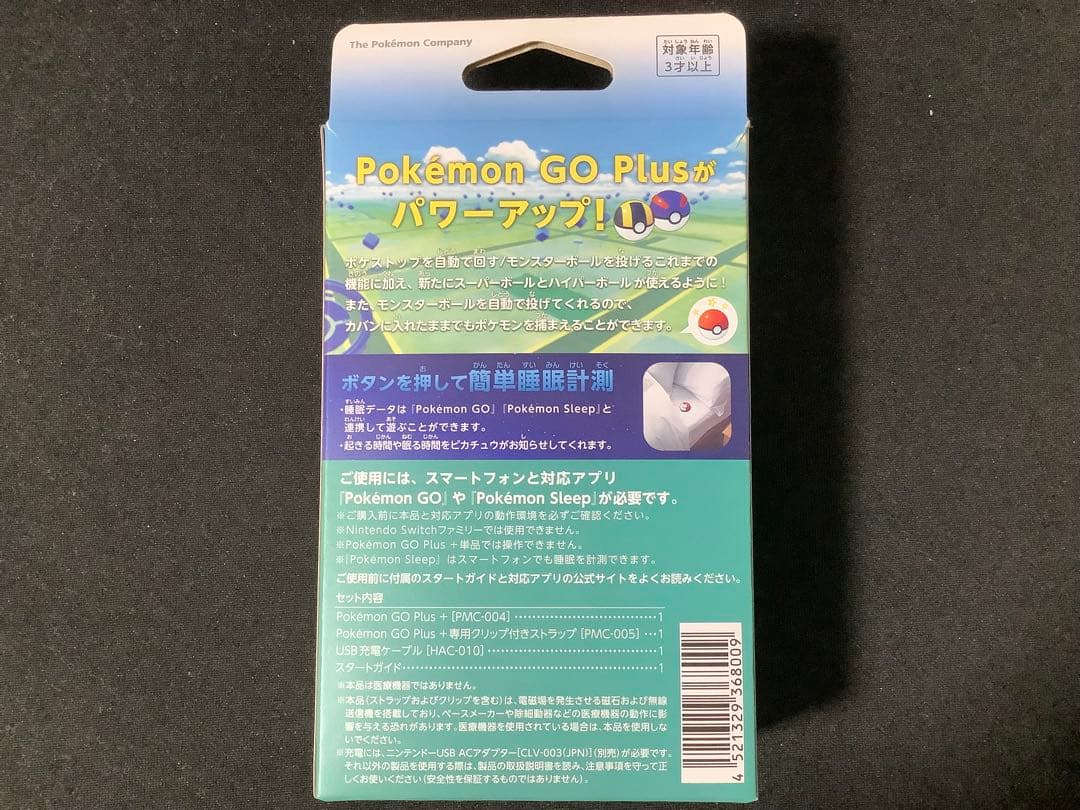 The Pokémon Company
対象年齢
3才以上
Pokémon GO Plusが
パワーアップ!
ポケストップを自動で回す/モンスターボールを投げるこれまでの
機能に加え、新たにスーパーボールとハイパーボールが使えるように!
また、モンスターボールを自動で投げてくれるので、
カバンに入れたままでもポケモンを捕まえることができます。
ボタンを押して簡単睡眠計測
・睡眠データは『Pokémon GO』『Pokémon Sleep』と
連携して遊ぶことができます。
・起きる時間や眠る時間をピカチュウがお知らせしてくれます。
ご使用には、スマートフォンと対応アプリ
『Pokémon GO』や『Pokémon Sleep』が必要です。
※ご購入前に本品と対応アプリの動作環境を必ずご確認ください。
※Nintendo Switchファミリーでは使用できません。
※Pokémon GO Plus +単品では操作できません。
※『Pokémon Sleep』はスマートフォンでも睡眠を計測できます。
ご使用前に付属のスタートガイドと対応アプリの公式サイトをよくお読みください。
セット内容
Pokémon GO Plus + [PMC-004] 1
Pokémon GO Plus +専用クリップ付きストラップ [PMC-005] 1
USB充電ケーブル [HAC-010] 1
スタートガイド 1
※本品は医療機器ではありません。
※本品(ストラップおよびクリップを含む)は、電磁場を発生させる磁石および無線
送信機を搭載しており、ペースメーカーや除細動器などの医療機器の動作に影
響を与える恐れがあります。医療機器を使用されている場合は、本品を使用しな
いでください。
※充電には、ニンテンドーUSB ACアダプター[CLV-003(JPN)](別売)が必要です。
それ以外の製品を使用する際は、製品の取扱説明書を読み、注意事項を守って正
しくお使いください(安全性を保証するものではありません)。
4 521329 368009